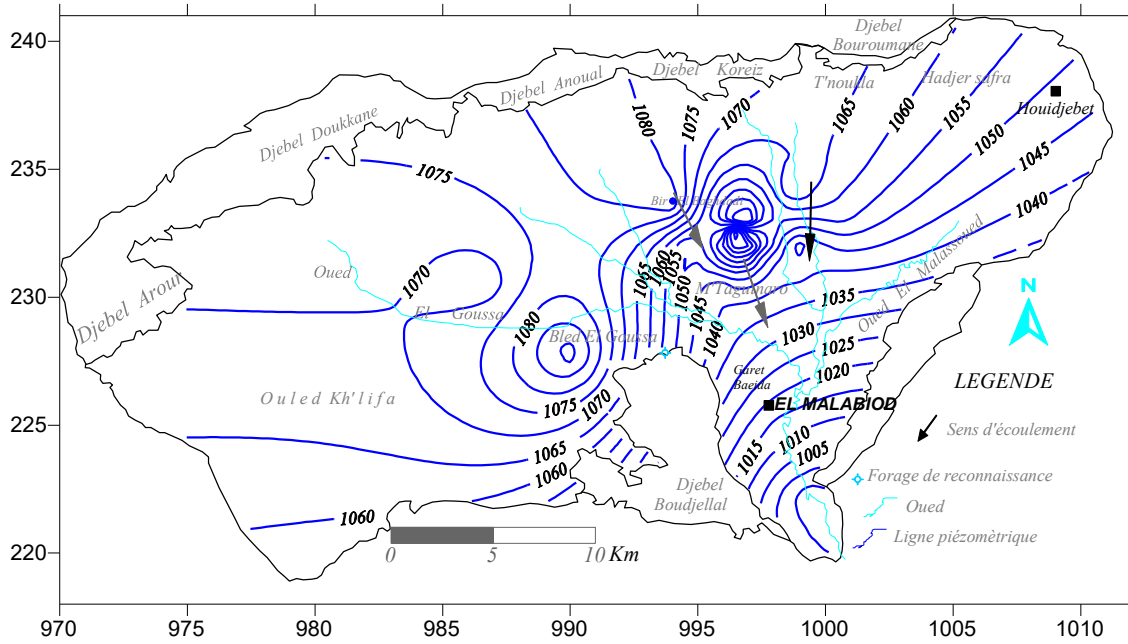 240
235
230
225
220
970
975
980
985
990
995
1000
1005
1010
Djebel
Bouroumane
Djebel Anoual
Djebel Koreiz
T'noukla
Hadjer safra
Houidjebet
Djebel Doukkane
Djebel Arour
Bir El Baghdadi
1080
1075
1070
1065
1060
1055
1050
1045
1040
1075
1070
1080
1075
1070
1065
1060
1060
1065
1060
1055
1050
1045
1040
1035
1030
1025
1020
1015
1010
1005
Oued
El Goussa
Bled El Goussa
M'Taguinaro
Oued El Malassoued
Garet
Baeida
EL MALABIOD
Ouled Kh'lifa
Djebel
Boudjellal
0 5 10 Km
N
LEGENDE
Sens d'écoulement
Forage de reconnaissance
Oued
Ligne piézomètrique